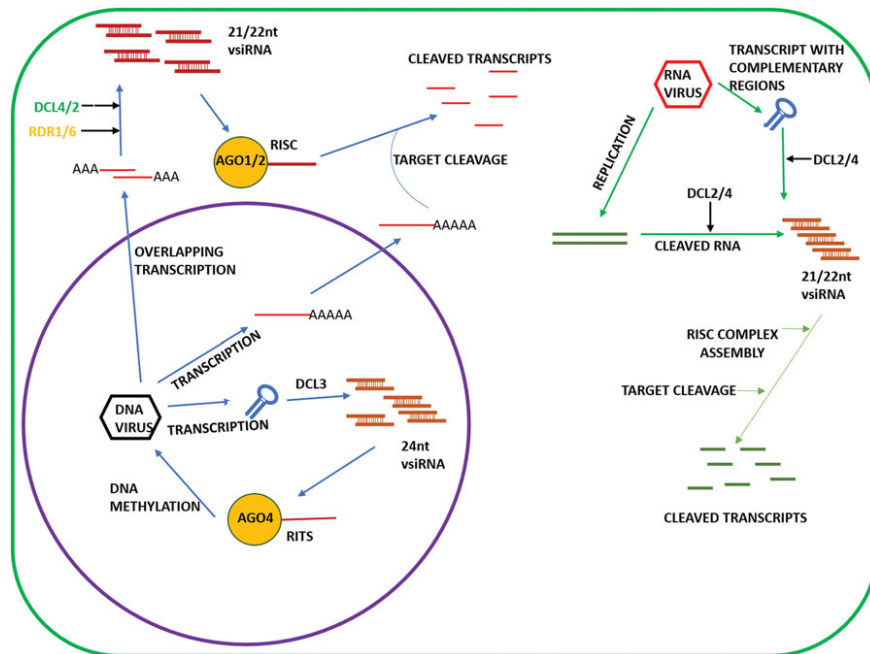 21/22nt
vsiRNA
DCL4/2
RDR1/6
AAA
AAA
OVERLAPPING
TRANSCRIPTION
AGO1/2
RISC
CLEAVED TRANSCRIPTS
TARGET CLEAVAGE
AAAAA
AAAAA
TRANSCRIPTION
DNA
VIRUS
TRANSCRIPTION
DCL3
24nt
vsiRNA
DNA
METHYLATION
AGO4
RITS
RNA
VIRUS
TRANSCRIPT WITH
COMPLEMENTARY
REGIONS
REPLICATION
DCL2/4
DCL2/4
CLEAVED RNA
21/22nt
vsiRNA
RISC COMPLEX
ASSEMBLY
TARGET CLEAVAGE
CLEAVED TRANSCRIPTS